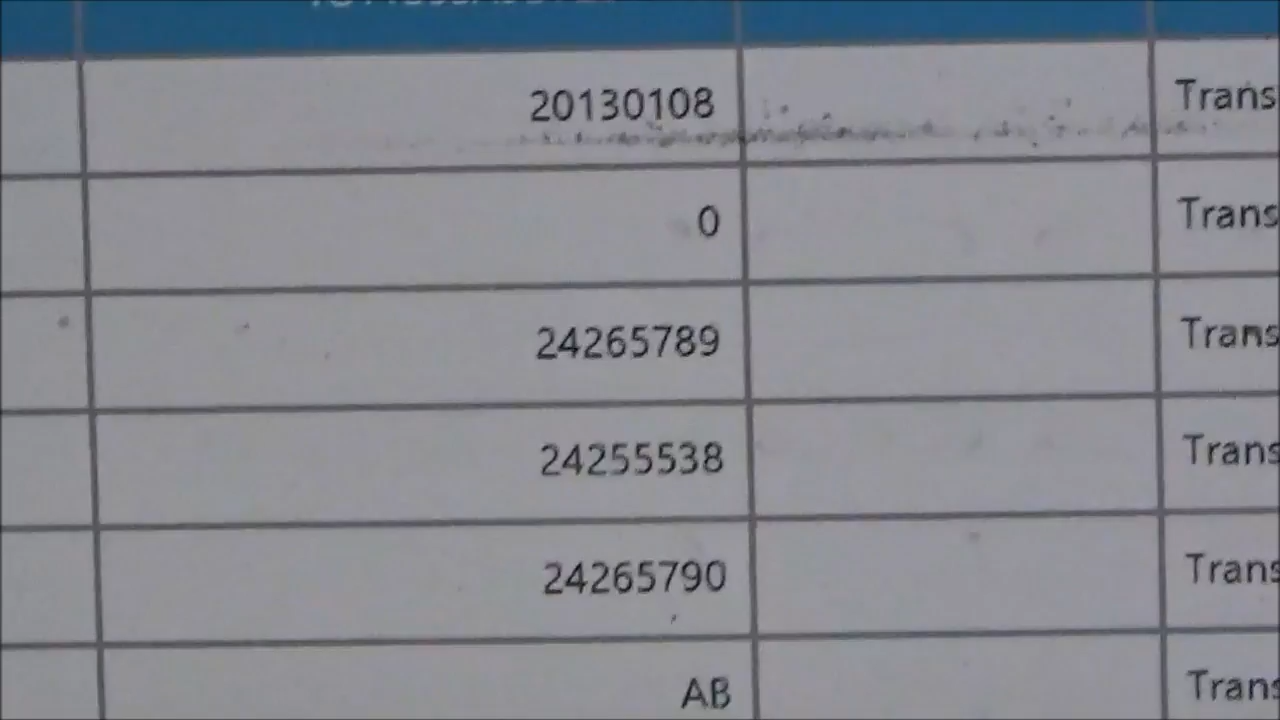 20130108 Trans
0 Trans
24265789 Trans
24255538 Trans
24265790 Trans
AB Trans